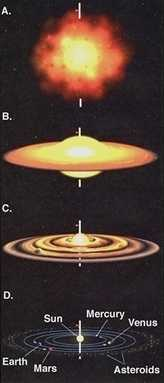 A.
B.
C.
D.
Mercury
Sun
Venus
Earth
Mars
Asteroids